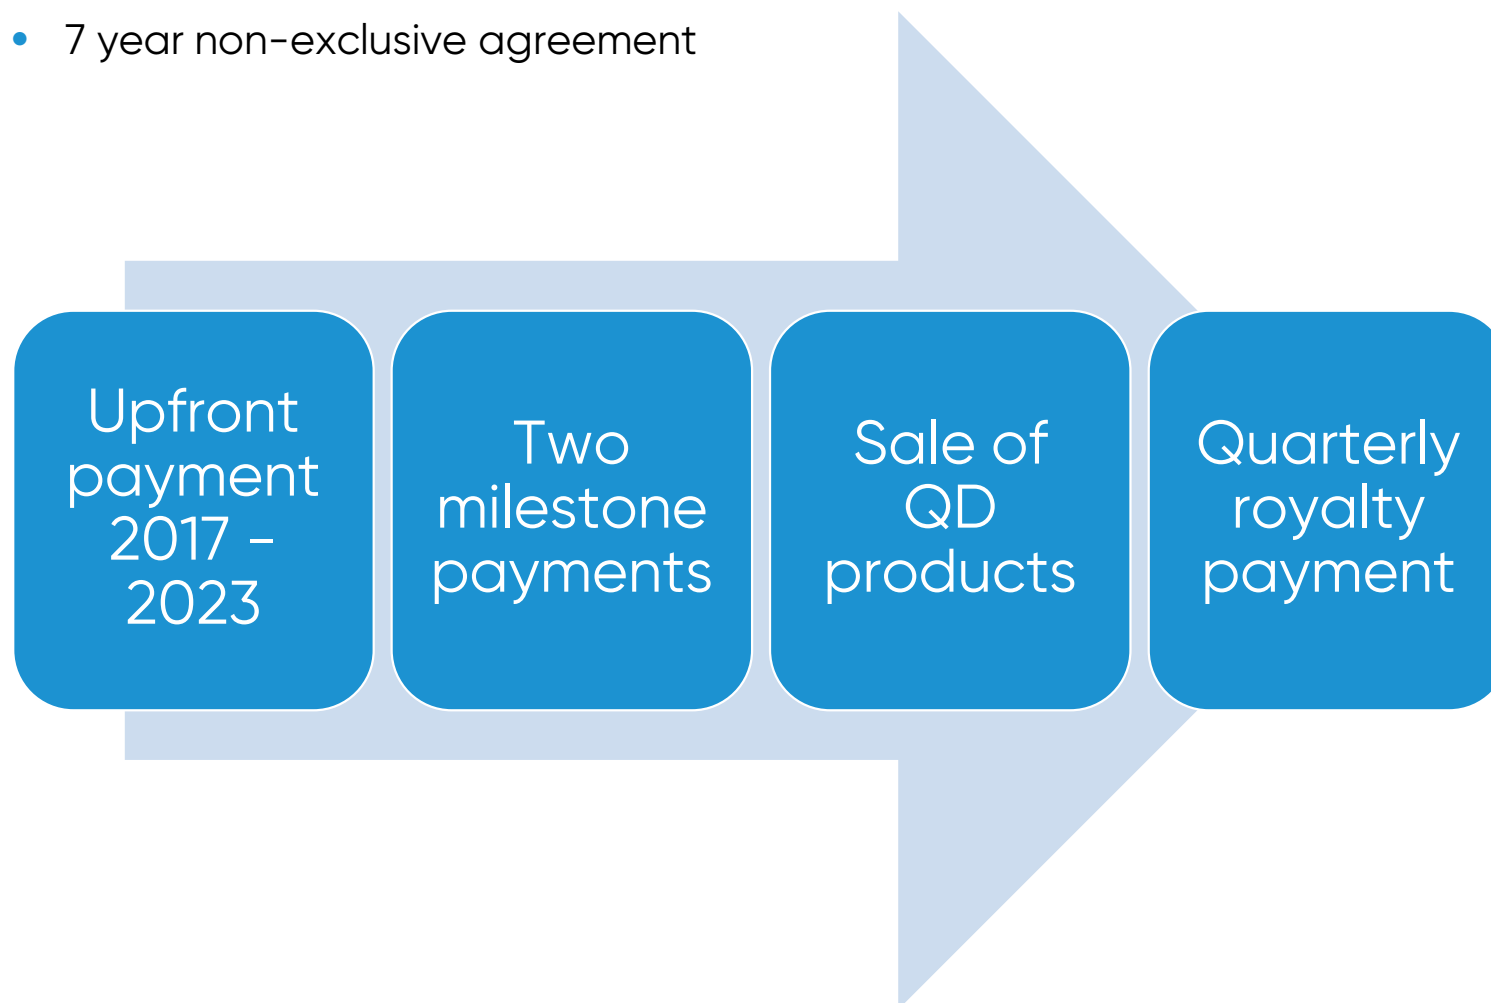 • 7 year non-exclusive agreement
Upfront
payment
2017 -
2023
Two
milestone
payments
Sale of
QD
products
Quarterly
royalty
payment